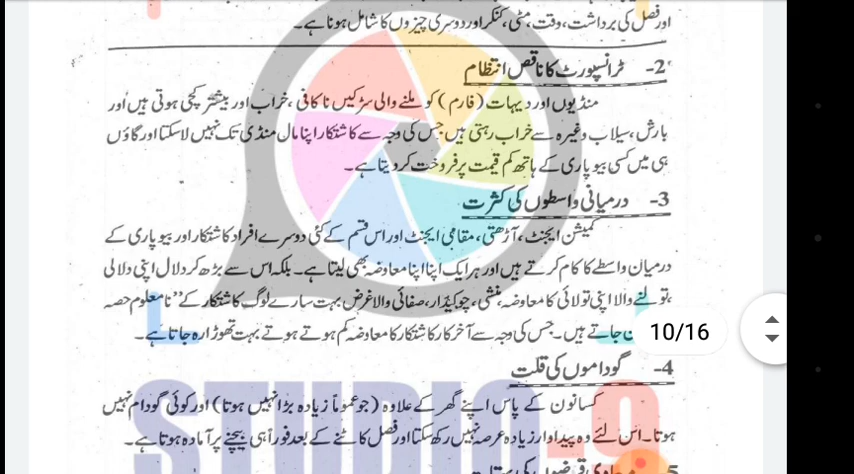 اور فصل کی برداشت، وقت، مٹی، کنکر اور دوسری چیزوں کا شامل ہونا ہے۔
2- ٹرانسپورٹ کا ناقص انتظام
منڈیوں اور دیہات (فارم) کو ملنے والی سڑکیں ناکافی، خراب اور بیشتر کچی ہوتی ہیں اور
بارش، سیلاب وغیرہ سے خراب رہتی ہیں جس کی وجہ سے کاشتکار اپنا مال منڈی تک نہیں لا سکتا اور گاؤں
ہی میں کسی بیوپاری کے ہاتھ کم قیمت پر فروخت کر دیتا ہے۔
3- درمیانی واسطوں کی کثرت
کمیشن ایجنٹ، آڑھتی، مقامی ایجنٹ اور اس قسم کے کئی دوسرے افراد کاشتکار اور بیوپاری کے
درمیان واسطے کا کام کرتے ہیں اور ہر ایک اپنا اپنا معاوضہ بھی لیتا ہے۔ بلکہ اس سے بڑھ کر دلال اپنی دلالی
،تولنے والا اپنی تولائی کا معاوضہ، منشی، چوکیدار، صفائی والا غرض بہت سارے لوگ کاشتکار کے "نامعلوم حصہ
ن جاتے ہیں۔ جس کی وجہ سے آخر کار کاشتکار کا معاوضہ کم ہوتے ہوتے بہت تھوڑا رہ جاتا ہے۔
10/16
4- گوداموں کی قلت
کسانون کے پاس اپنے گھر کے علاوہ (جو عموماً زیادہ بڑا نہیں ہوتا) اور کوئی گودام نہیں
ہوتا۔ اس لئے وہ پیداوار زیادہ عرصہ نہیں رکھ سکتا اور فصل کاٹنے کے بعد فوراً ہی بیچنے پر آمادہ ہوتا ہے۔
STUDIO-9